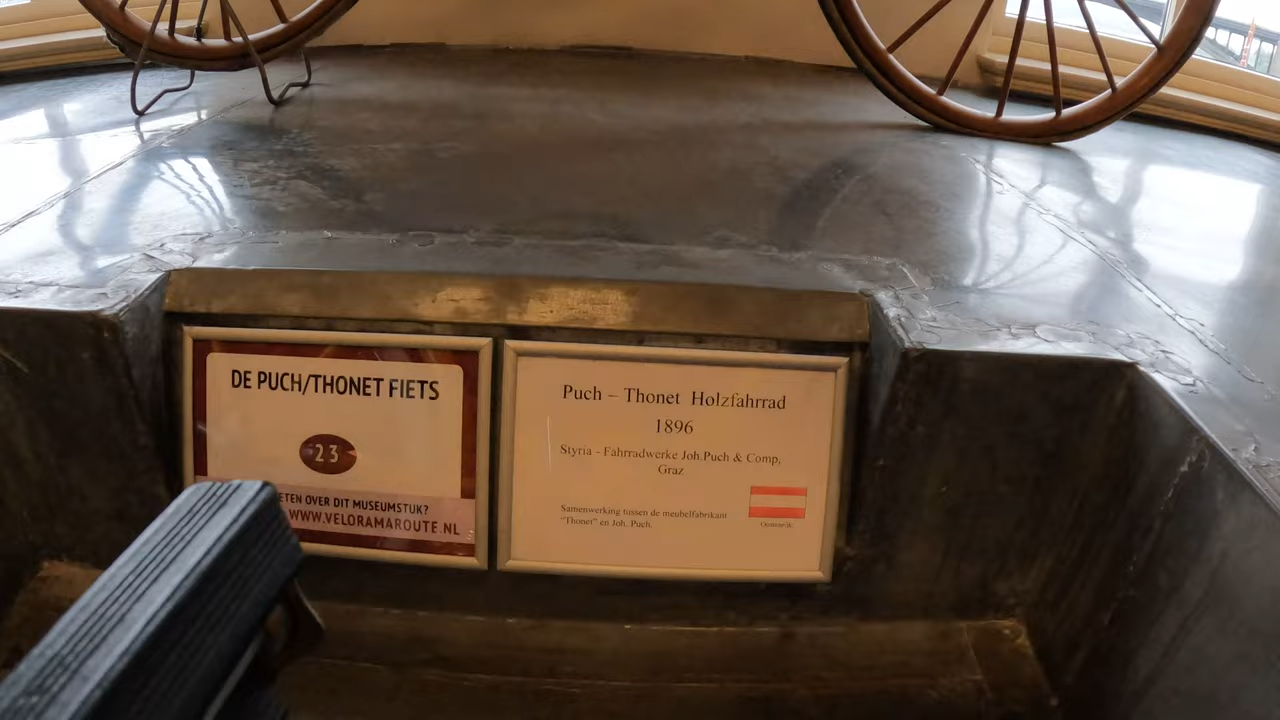 DE PUCH/THONET FIETS
23
ETEN OVER DIT MUSEUMSTUK?
WWW.VELORAMAROUTE.NL
Puch – Thonet Holzfahrrad
1896
Styria - Fahrradwerke Joh.Puch & Comp,
Graz
Samenwerking tussen de meubelfabrikant
"Thonet" en Joh. Puch.
Oostenrijk